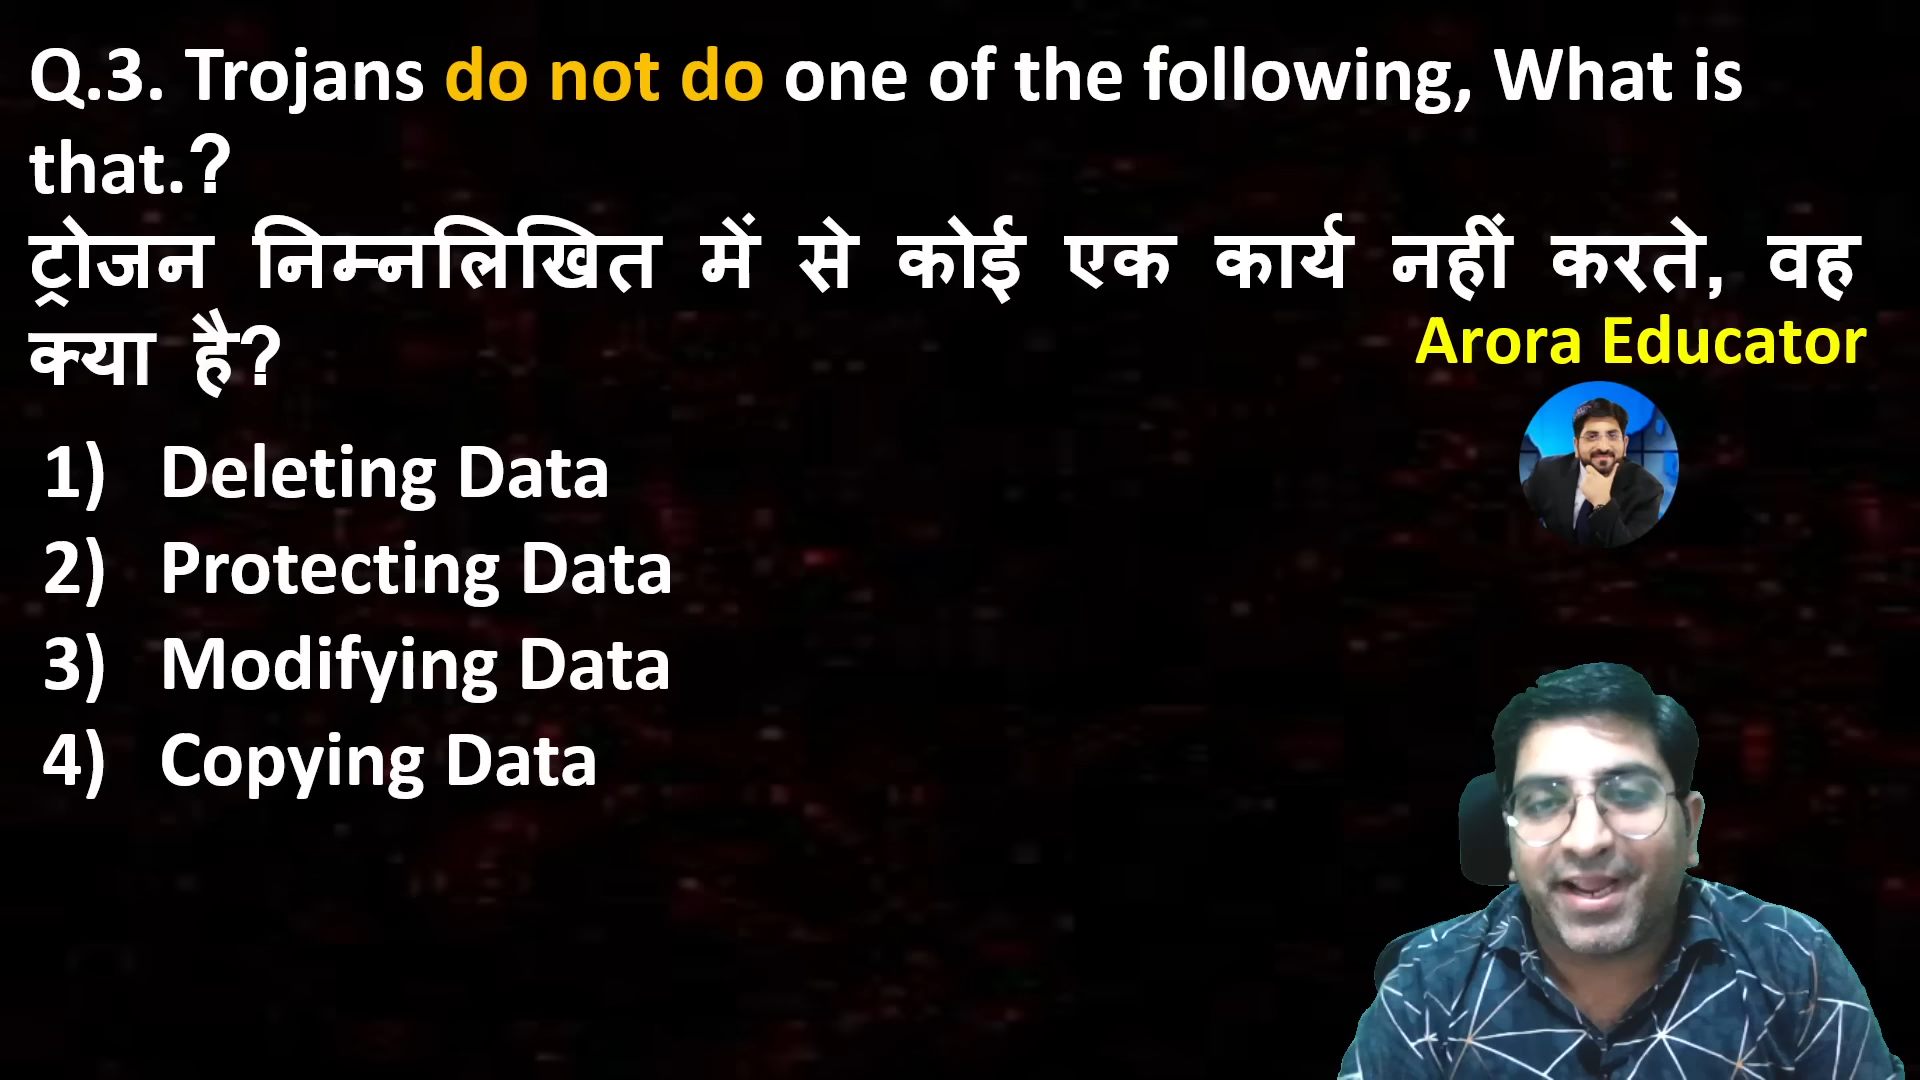 Q.3. Trojans do not do one of the following, What is
that.?
ट्रोजन निम्नलिखित में से कोई एक कार्य नहीं करते, वह
क्या है?
Arora Educator
1) Deleting Data
2) Protecting Data
3) Modifying Data
4) Copying Data